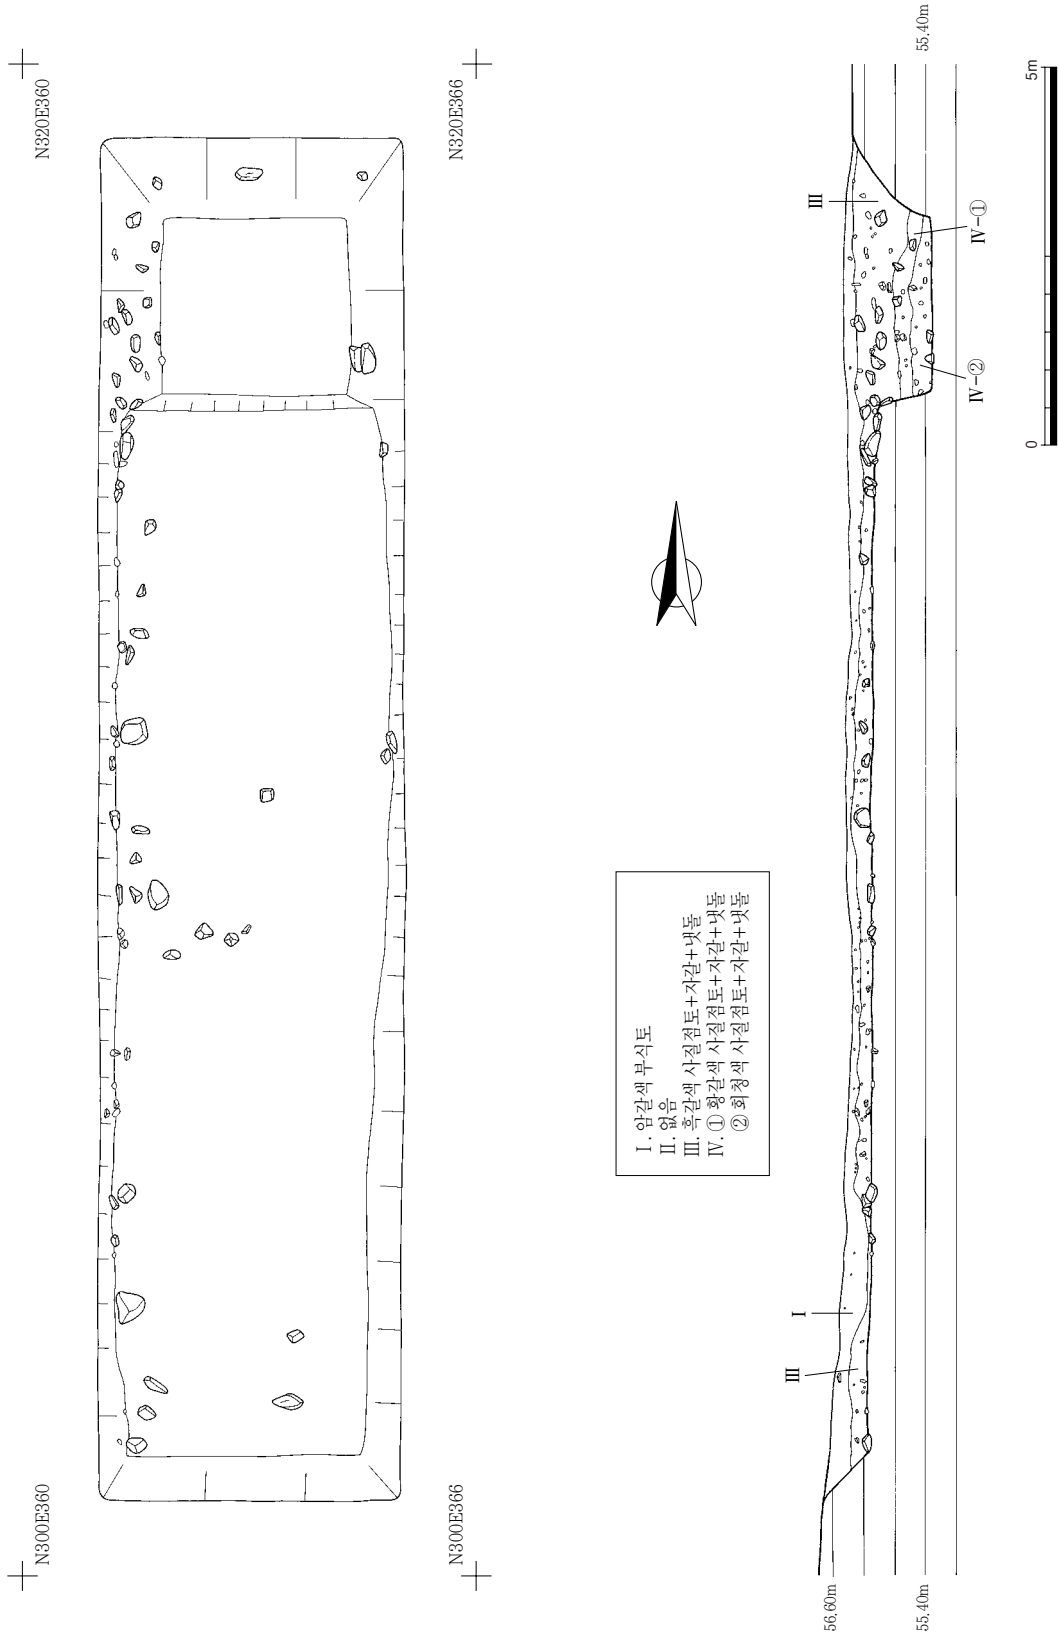 N320E360
N320E366
N300E360
N300E366
Ⅰ. 암갈색 부식토
Ⅱ. 없음
Ⅲ. 흑갈색 사질점토+자갈+냇돌
Ⅳ. ① 황갈색 사질점토+자갈+냇돌
② 회청색 사질점토+자갈+냇돌
Ⅲ
Ⅳ-①
Ⅳ-②
Ⅰ
Ⅲ
55.40m
56.60m
55.40m
0
5m